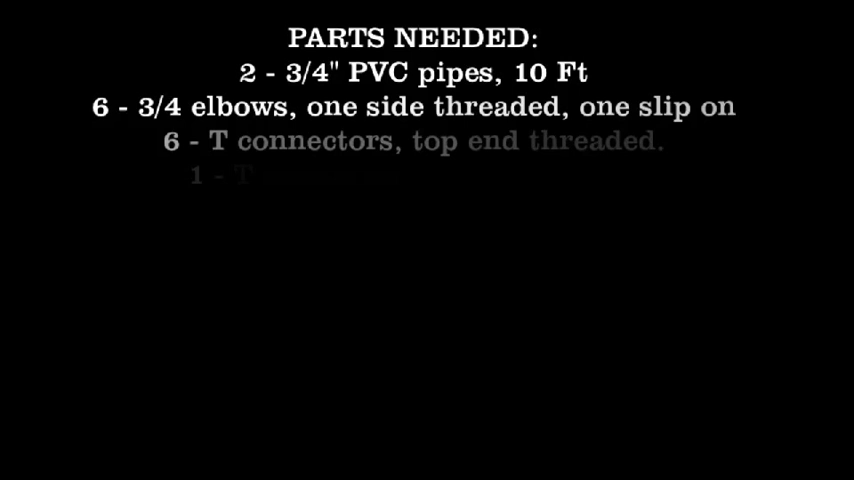 PARTS NEEDED:
2 - 3/4" PVC pipes, 10 Ft
6 - 3/4 elbows, one side threaded, one slip on
6 - T connectors, top end threaded.
1 - T